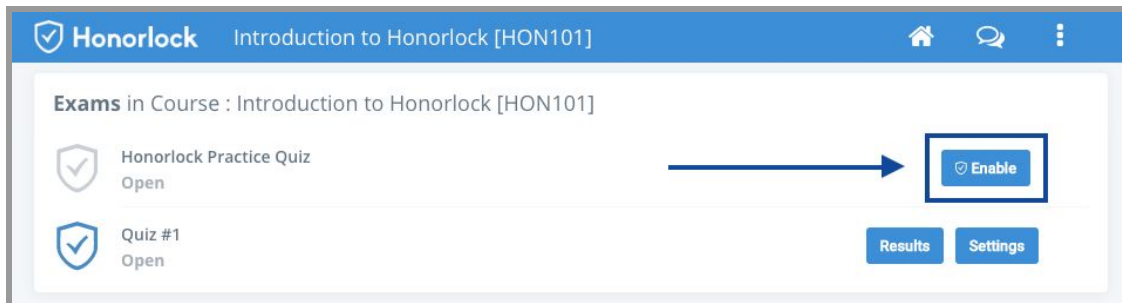 Honorlock Introduction to Honorlock [HON101]
Exams in Course : Introduction to Honorlock [HON101]
Honorlock Practice Quiz
Open
Enable
Quiz #1
Open
Results Settings